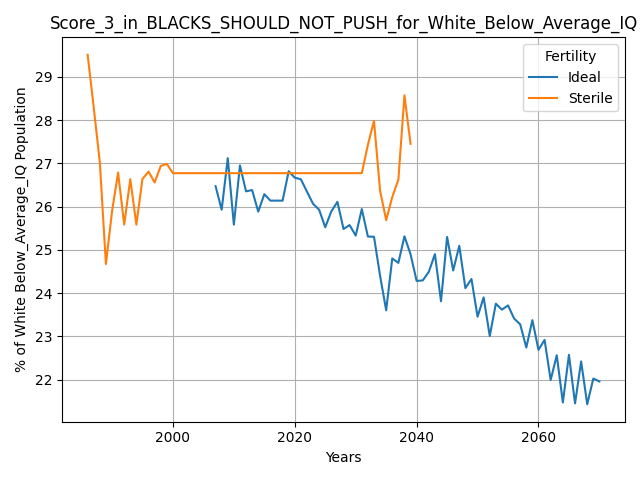 Score_3_in_BLACKS_SHOULD_NOT_PUSH_for_White_Below_Average_IQ
Fertility
Ideal
Sterile
% of White Below_Average_IQ Population
29
28
27
26
25
24
23
22
2000
2020
2040
2060
Years